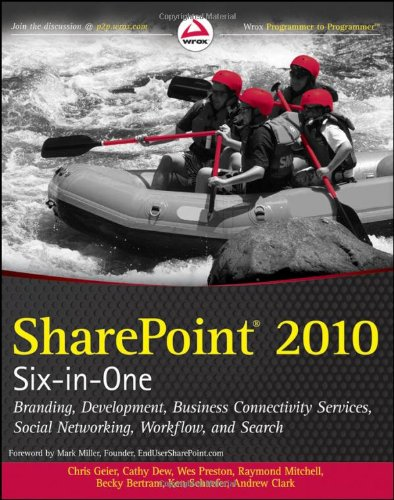 Join the discussion @ p2p.wrox.com
Wrox Programmer to Programmer™
wrox
SharePoint® 2010
Six-in-One
Branding, Development, Business Connectivity Services,
Social Networking, Workflow, and Search
Foreword by Mark Miller, Founder, EndUserSharePoint.com
Chris Geier, Cathy Dew, Wes Preston, Raymond Mitchell,
Becky Bertram, Ken Schaefer, Andrew Clark
Copyrighted Material